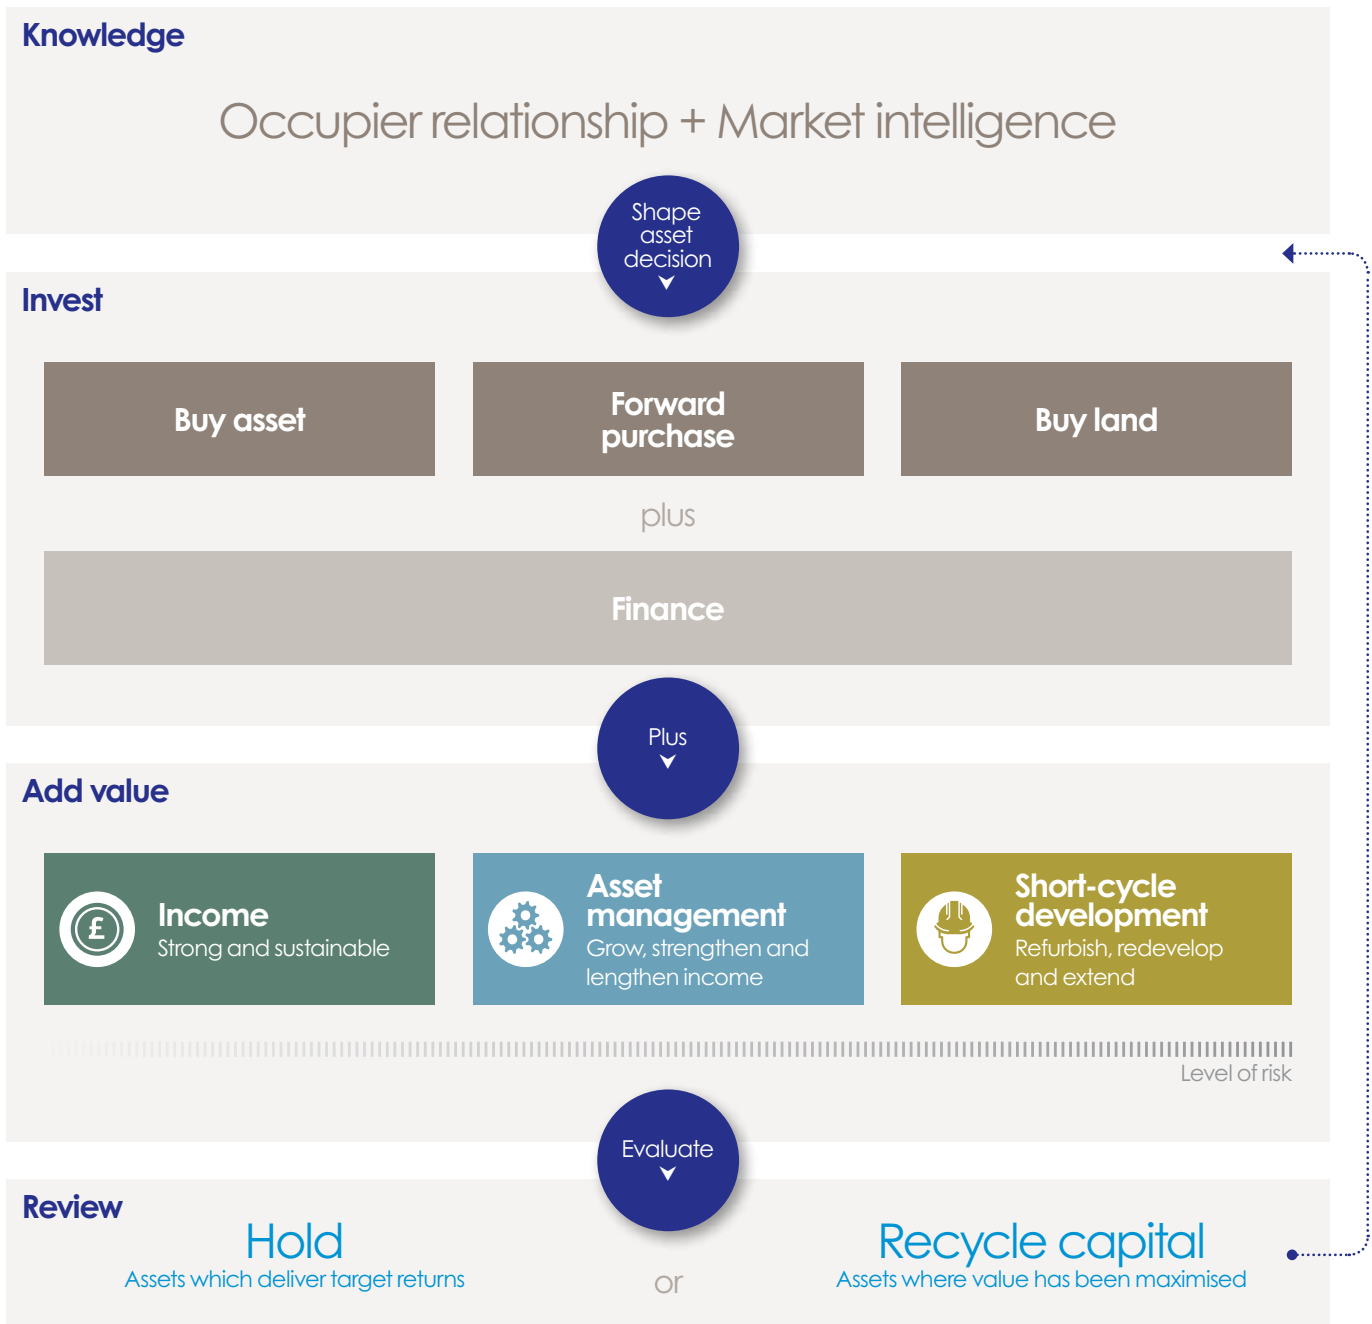 Knowledge
Occupier relationship + Market intelligence
Shape
asset
decision
Invest
Buy asset
Forward
purchase
Buy land
plus
Finance
Plus
Add value
£
Income
Strong and sustainable
Asset
management
Grow, strengthen and
lengthen income
Short-cycle
development
Refurbish, redevelop
and extend
Level of risk
Evaluate
Review
Hold
Assets which deliver target returns
or
Recycle capital
Assets where value has been maximised